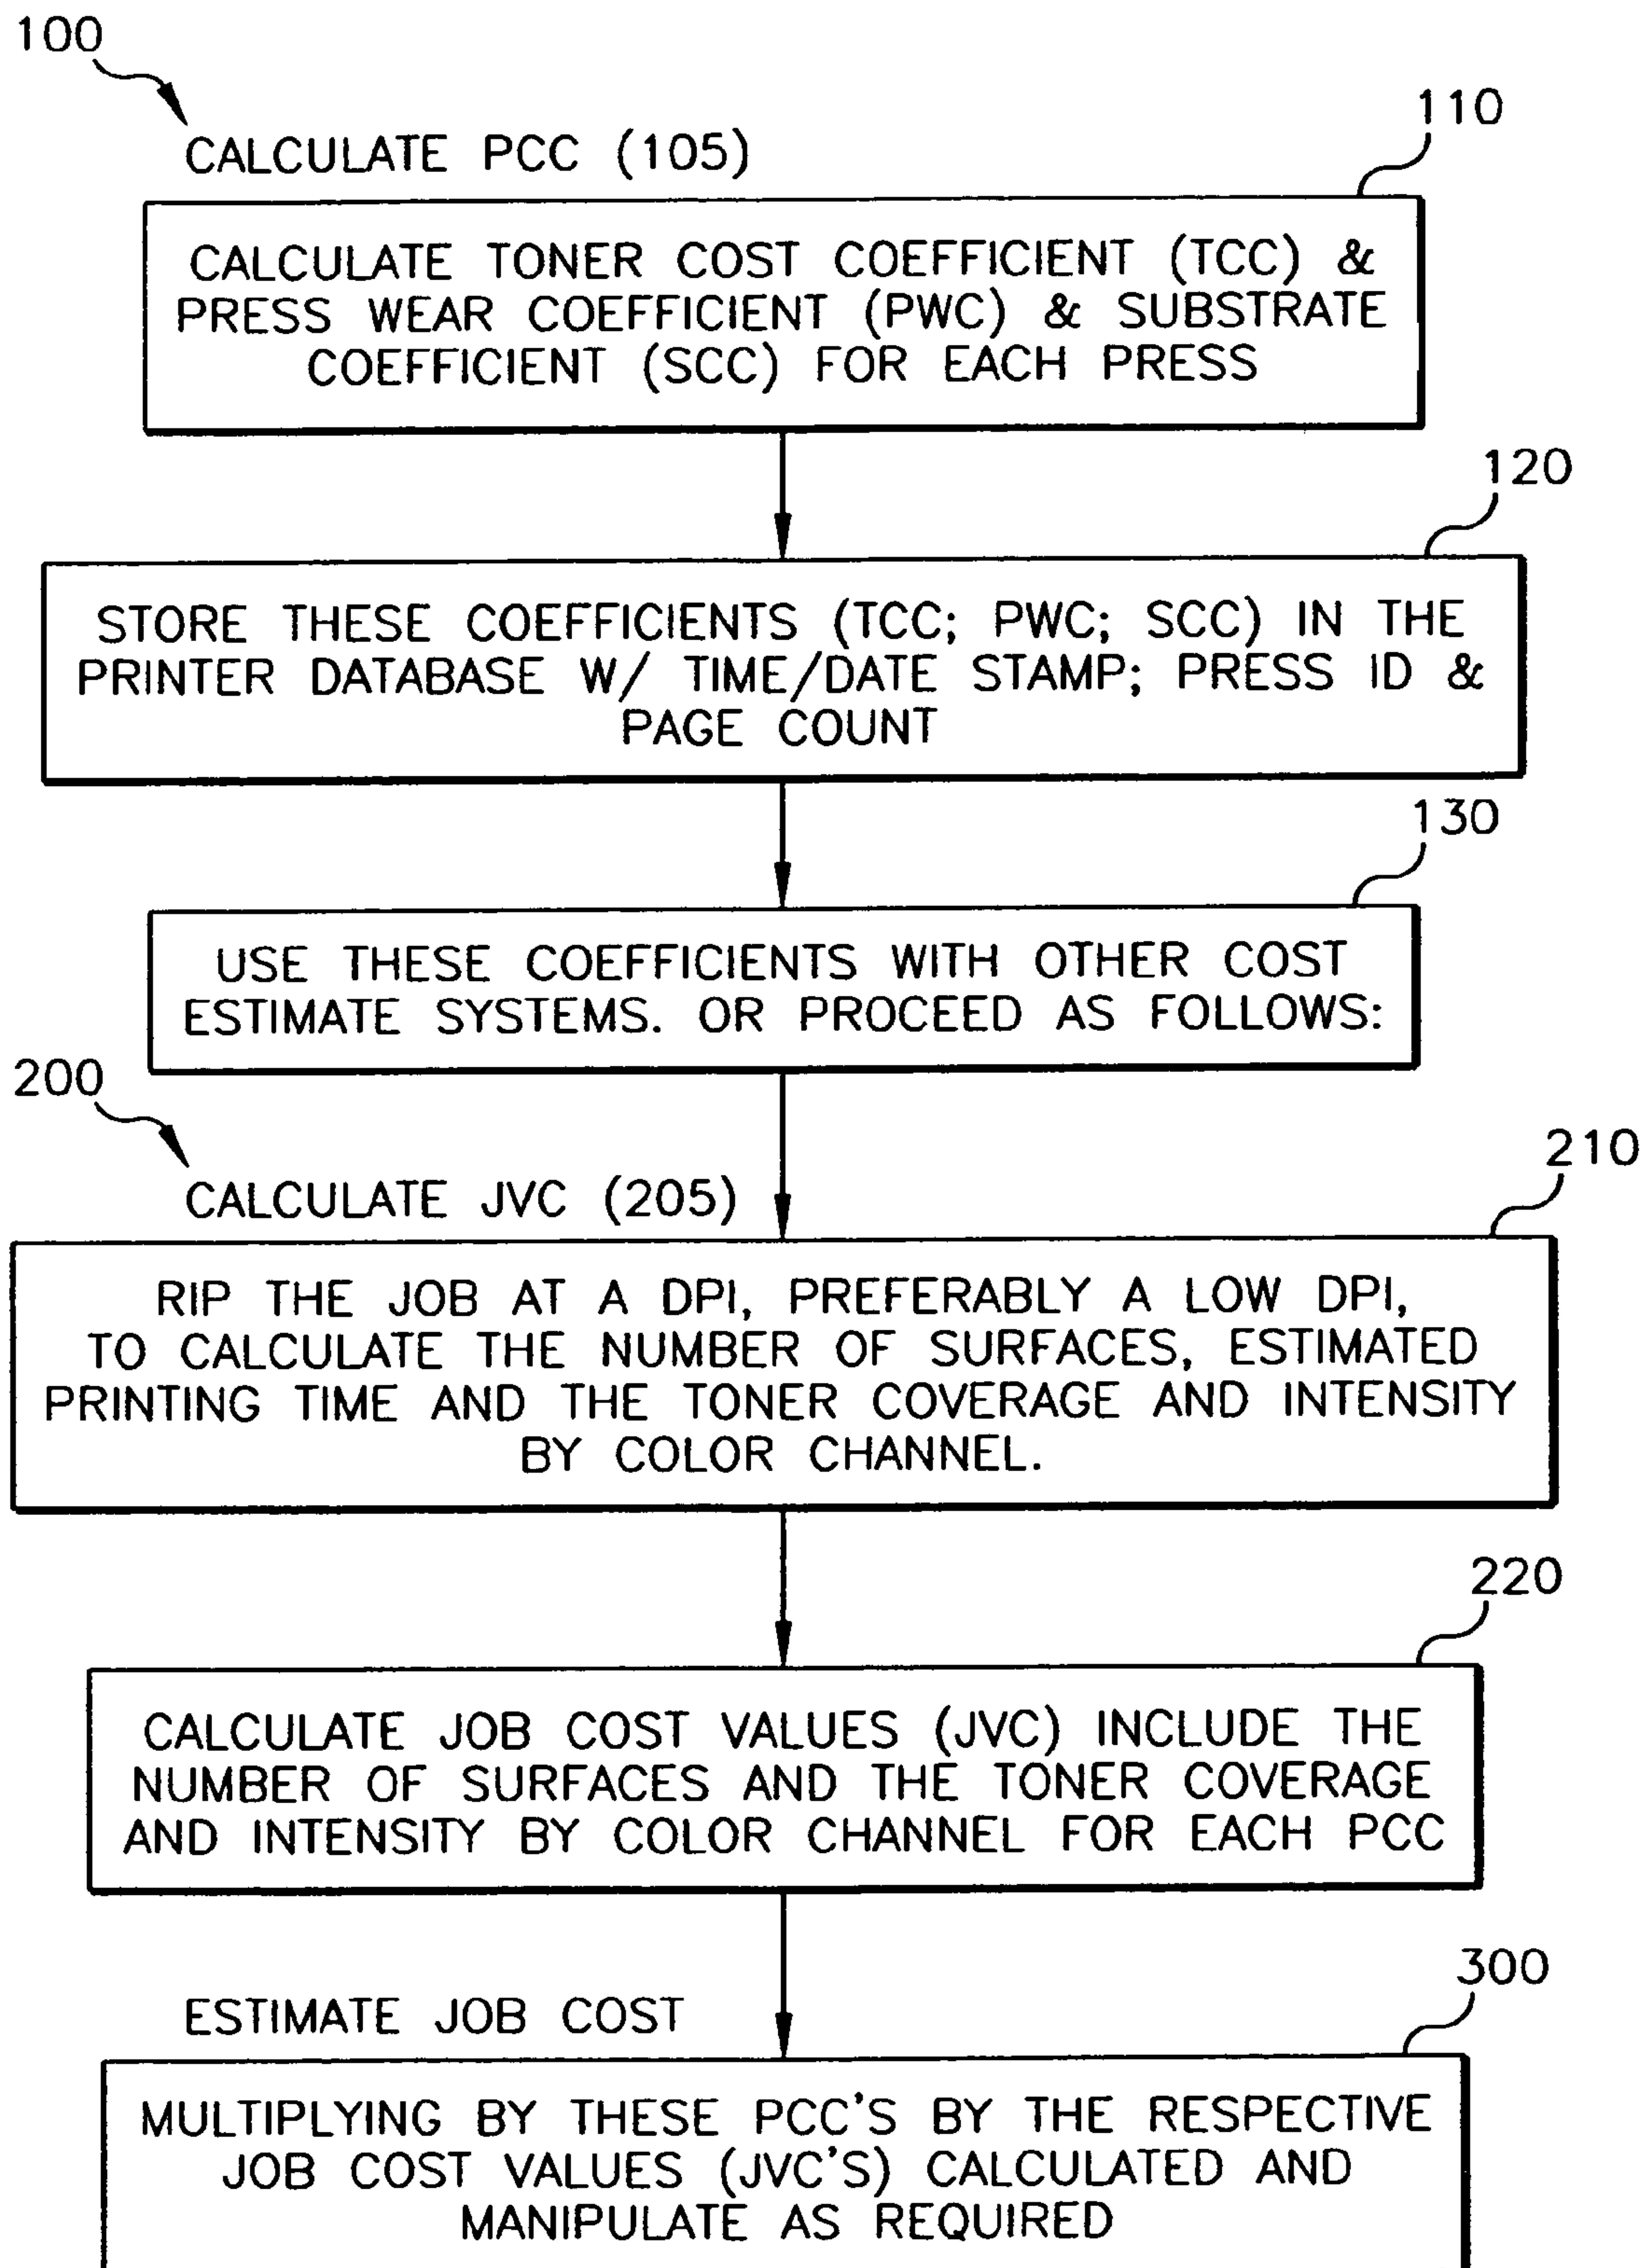 100
CALCULATE PCC (105)
110
CALCULATE TONER COST COEFFICIENT (TCC) &
PRESS WEAR COEFFICIENT (PWC) & SUBSTRATE
COEFFICIENT (SCC) FOR EACH PRESS
120
STORE THESE COEFFICIENTS (TCC; PWC; SCC) IN THE
PRINTER DATABASE W/ TIME/DATE STAMP; PRESS ID &
PAGE COUNT
130
USE THESE COEFFICIENTS WITH OTHER COST
ESTIMATE SYSTEMS. OR PROCEED AS FOLLOWS:
200
CALCULATE JVC (205)
210
RIP THE JOB AT A DPI, PREFERABLY A LOW DPI,
TO CALCULATE THE NUMBER OF SURFACES, ESTIMATED
PRINTING TIME AND THE TONER COVERAGE AND INTENSITY
BY COLOR CHANNEL.
220
CALCULATE JOB COST VALUES (JVC) INCLUDE THE
NUMBER OF SURFACES AND THE TONER COVERAGE
AND INTENSITY BY COLOR CHANNEL FOR EACH PCC
300
ESTIMATE JOB COST
MULTIPLYING BY THESE PCC'S BY THE RESPECTIVE
JOB COST VALUES (JVC'S) CALCULATED AND
MANIPULATE AS REQUIRED